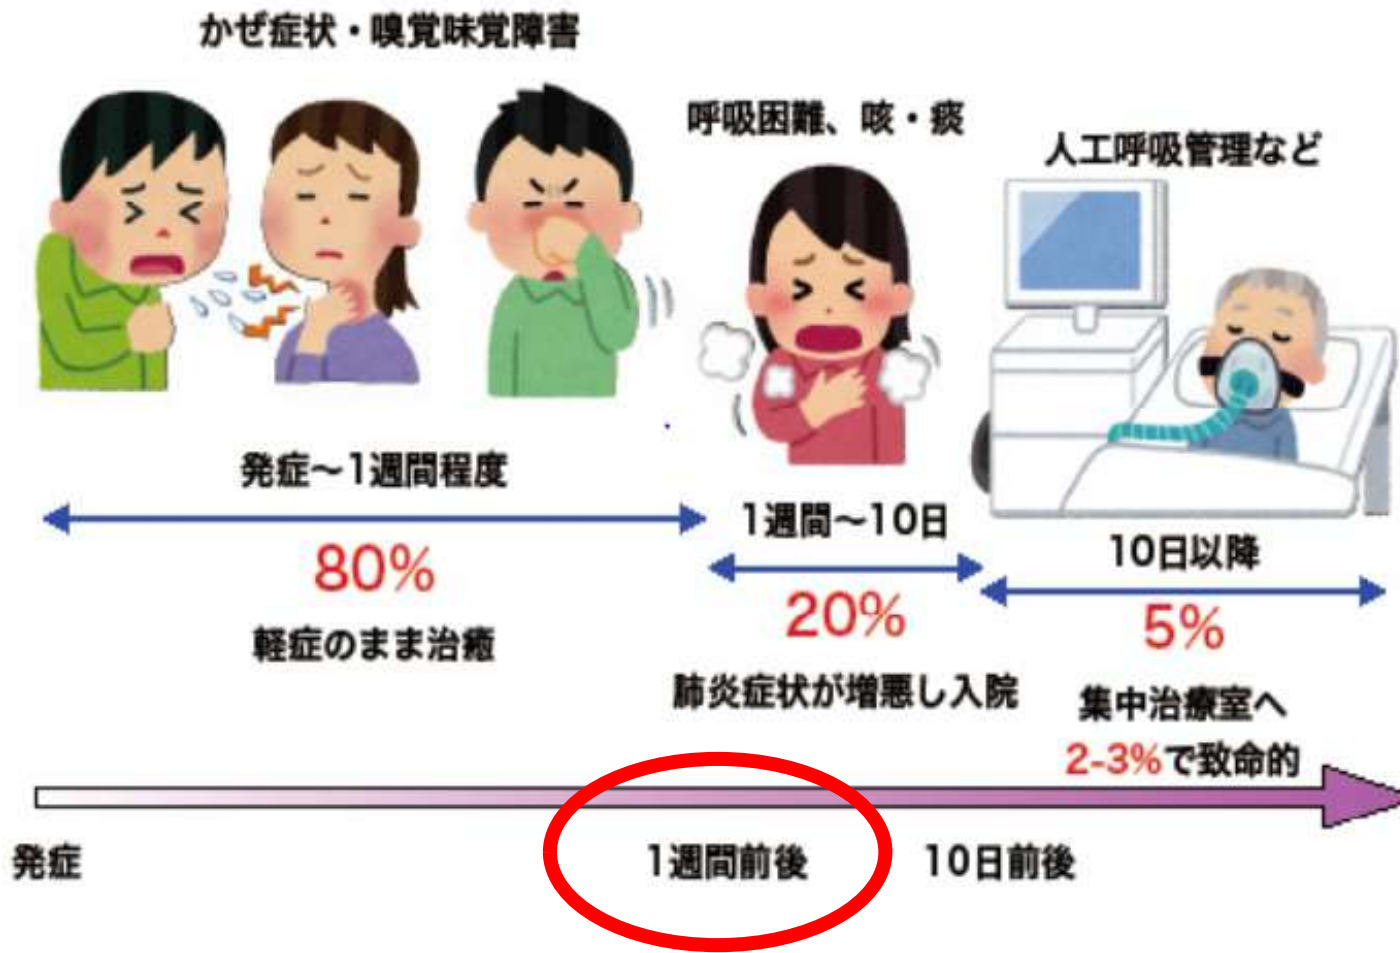 かぜ症状・嗅覚味覚障害
呼吸困難、咳・痰
人工呼吸管理など
発症～1週間程度
80%
軽症のまま治癒
1週間～10日
20%
肺炎症状が増悪し入院
10日以降
5%
集中治療室へ
2-3%で致命的
発症
1週間前後
10日前後